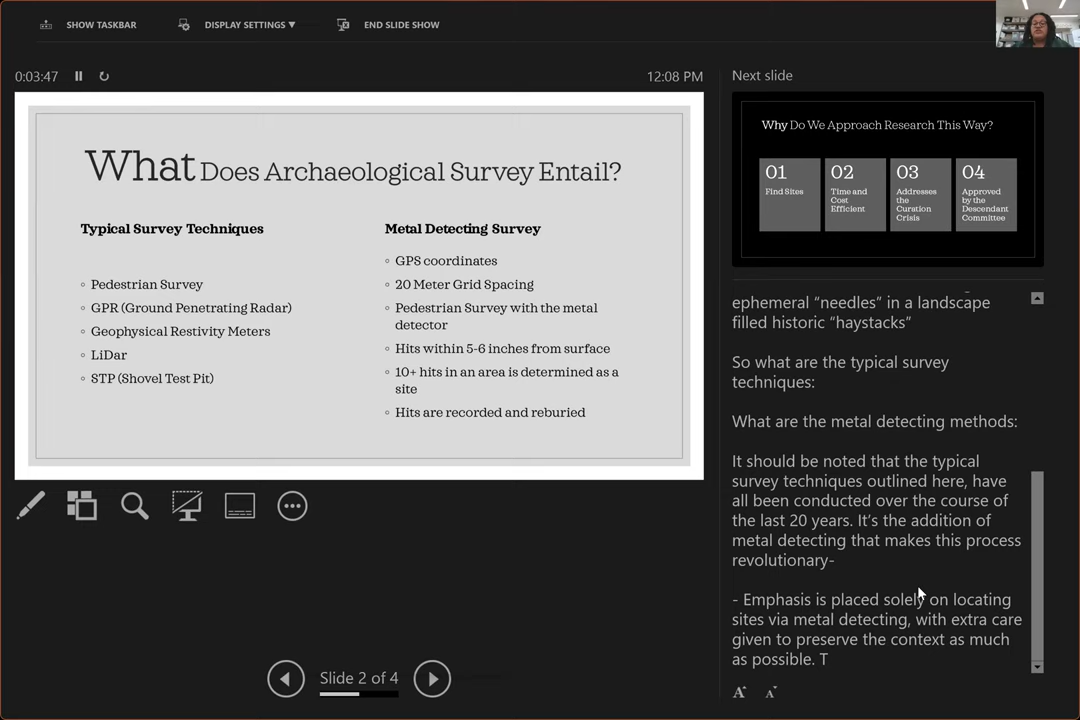 SHOW TASKBAR
DISPLAY SETTINGS ▼
END SLIDE SHOW
0:03:47
12:08 PM
What Does Archaeological Survey Entail?
Typical Survey Techniques
◦ Pedestrian Survey
◦ GPR (Ground Penetrating Radar)
◦ Geophysical Restivity Meters
◦ LiDar
◦ STP (Shovel Test Pit)
Metal Detecting Survey
◦ GPS coordinates
◦ 20 Meter Grid Spacing
◦ Pedestrian Survey with the metal
detector
◦ Hits within 5-6 inches from surface
◦ 10+ hits in an area is determined as a
site
◦ Hits are recorded and reburied
Slide 2 of 4
Next slide
Why Do We Approach Research This Way?
01
Find Sites
02
Time and
Cost
Efficient
03
Addresses
the
Curation
Crisis
04
Approved
by the
Descendant
Committee
ephemeral “needles” in a landscape
filled historic “haystacks”
So what are the typical survey
techniques:
What are the metal detecting methods:
It should be noted that the typical
survey techniques outlined here, have
all been conducted over the course of
the last 20 years. It’s the addition of
metal detecting that makes this process
revolutionary-
- Emphasis is placed solely on locating
sites via metal detecting, with extra care
given to preserve the context as much
as possible. T
A A